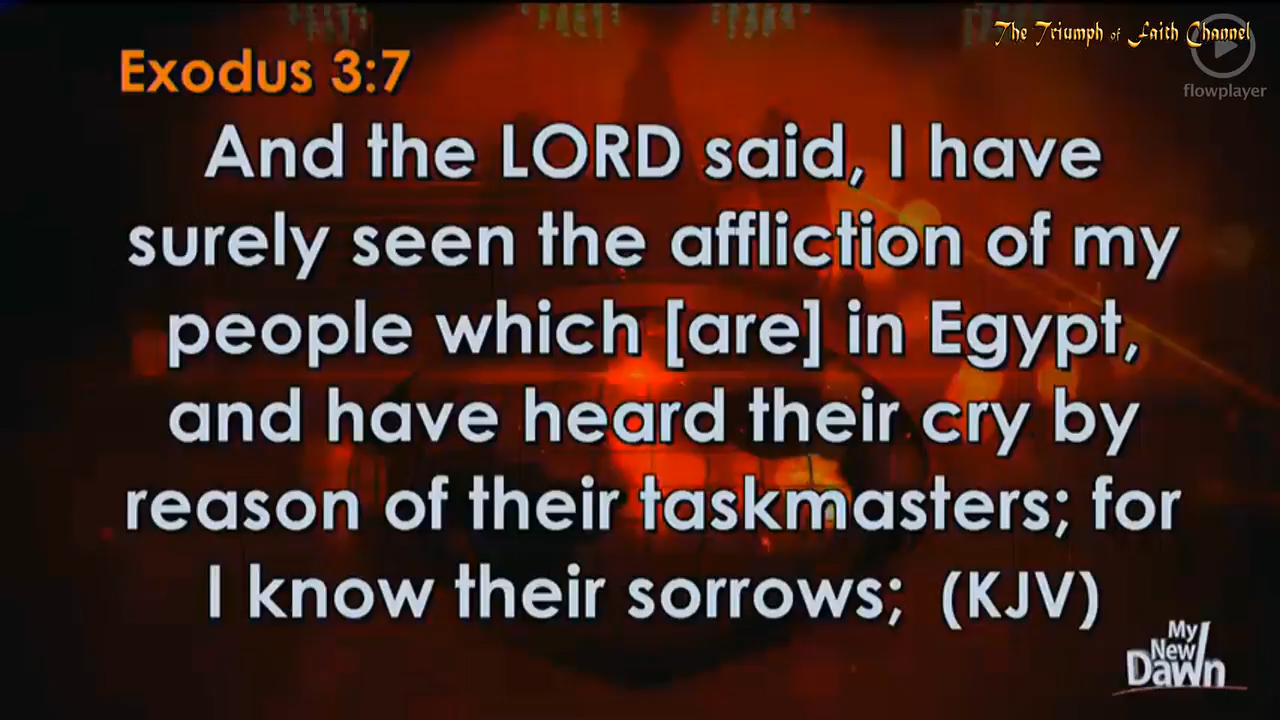 The Triumph of Faith Channel
flowplayer
Exodus 3:7
And the LORD said, I have
surely seen the affliction of my
people which [are] in Egypt,
and have heard their cry by
reason of their taskmasters; for
I know their sorrows; (KJV)
My
New
Dawn